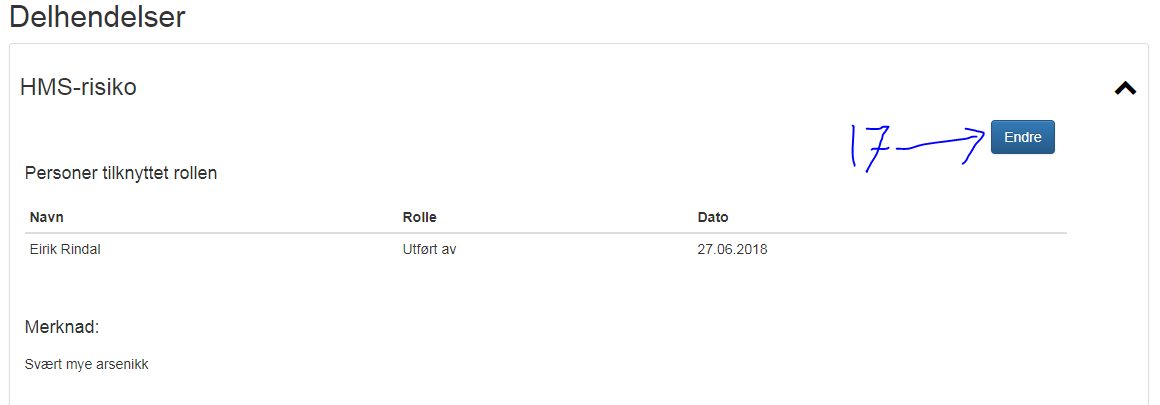 Delhendelser
HMS-risiko
17 Endre
Personer tilknyttet rollen
Navn Rolle Dato
Eirik Rindal Utført av 27.06.2018
Merknad:
Svært mye arsenikk